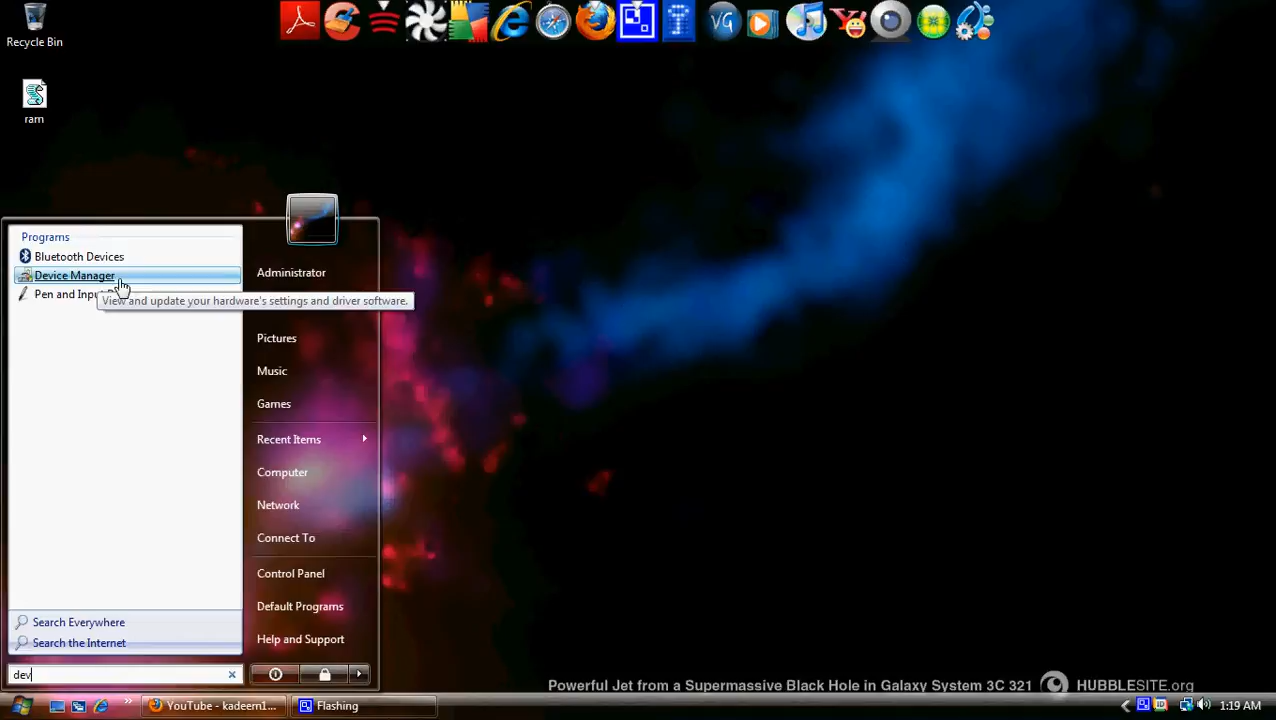 Recycle Bin
ram
Programs
Bluetooth Devices
Device Manager
Pen and Input
View and update your hardware's settings and driver software.
Administrator
Pictures
Music
Games
Recent Items
Computer
Network
Connect To
Control Panel
Default Programs
Help and Support
Search Everywhere
Search the Internet
dev
Powerful Jet from a Supermassive Black Hole in Galaxy System 3C 321
HUBBLESITE.org
YouTube - kadeem1...
Flashing
1:19 AM